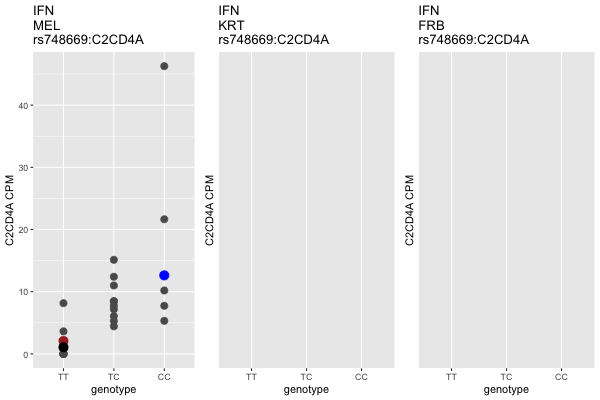 IFN
MEL
rs748669:C2CD4A
IFN
KRT
rs748669:C2CD4A
IFN
FRB
rs748669:C2CD4A
C2CD4A CPM
40
30
20
10
0
TT TC CC
genotype
C2CD4A CPM
TT TC CC
genotype
C2CD4A CPM
TT TC CC
genotype